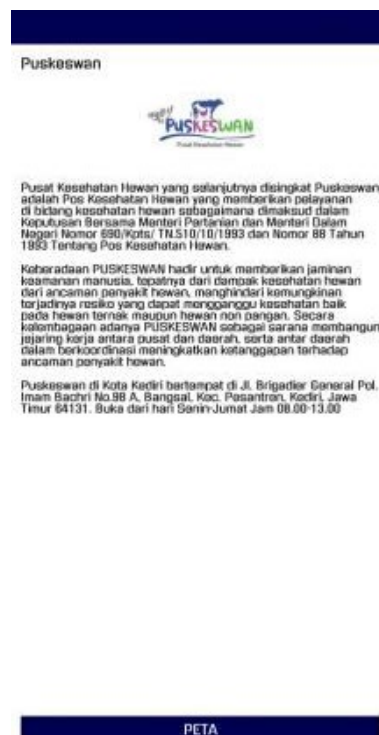 Puskeswan
PUSKESWAN
Pusat Kesehatan Hewan
Pusat Kesehatan Hewan yang selanjutnya disingkat Puskeswan
adalah Pos Kesehatan Hewan yang memberikan pelayanan
di bidang kesehatan hewan sebagaimana dimaksud dalam
Keputusan Bersama Menteri Pertanian dan Menteri Dalam
Negeri Nomor 690/Kpts/ TN.510/10/1993 dan Nomor 88 Tahun
1993 Tentang Pos Kesehatan Hewan.
Keberadaan PUSKESWAN hadir untuk memberikan jaminan
keamanan manusia, tepatnya dari dampak kesehatan hewan
dari ancaman penyakit hewan, menghindari kemungkinan
terjadinya resiko yang dapat mengganggu kesehatan baik
pada hewan ternak maupun hewan non pangan. Secara
kelembagaan adanya PUSKESWAN sebagai sarana membangun
jejaring kerja antara pusat dan daerah, serta antar daerah
dalam berkoordinasi meningkatkan ketanggapan terhadap
ancaman penyakit hewan.
Puskeswan di Kota Kediri bertempat di Jl. Brigadier General Pol.
Imam Bachri No.98 A, Bangsal, Kec. Pesantren, Kediri, Jawa
Timur 64131. Buka dari hari Senin-Jumat Jam 08.00-13.00
PETA